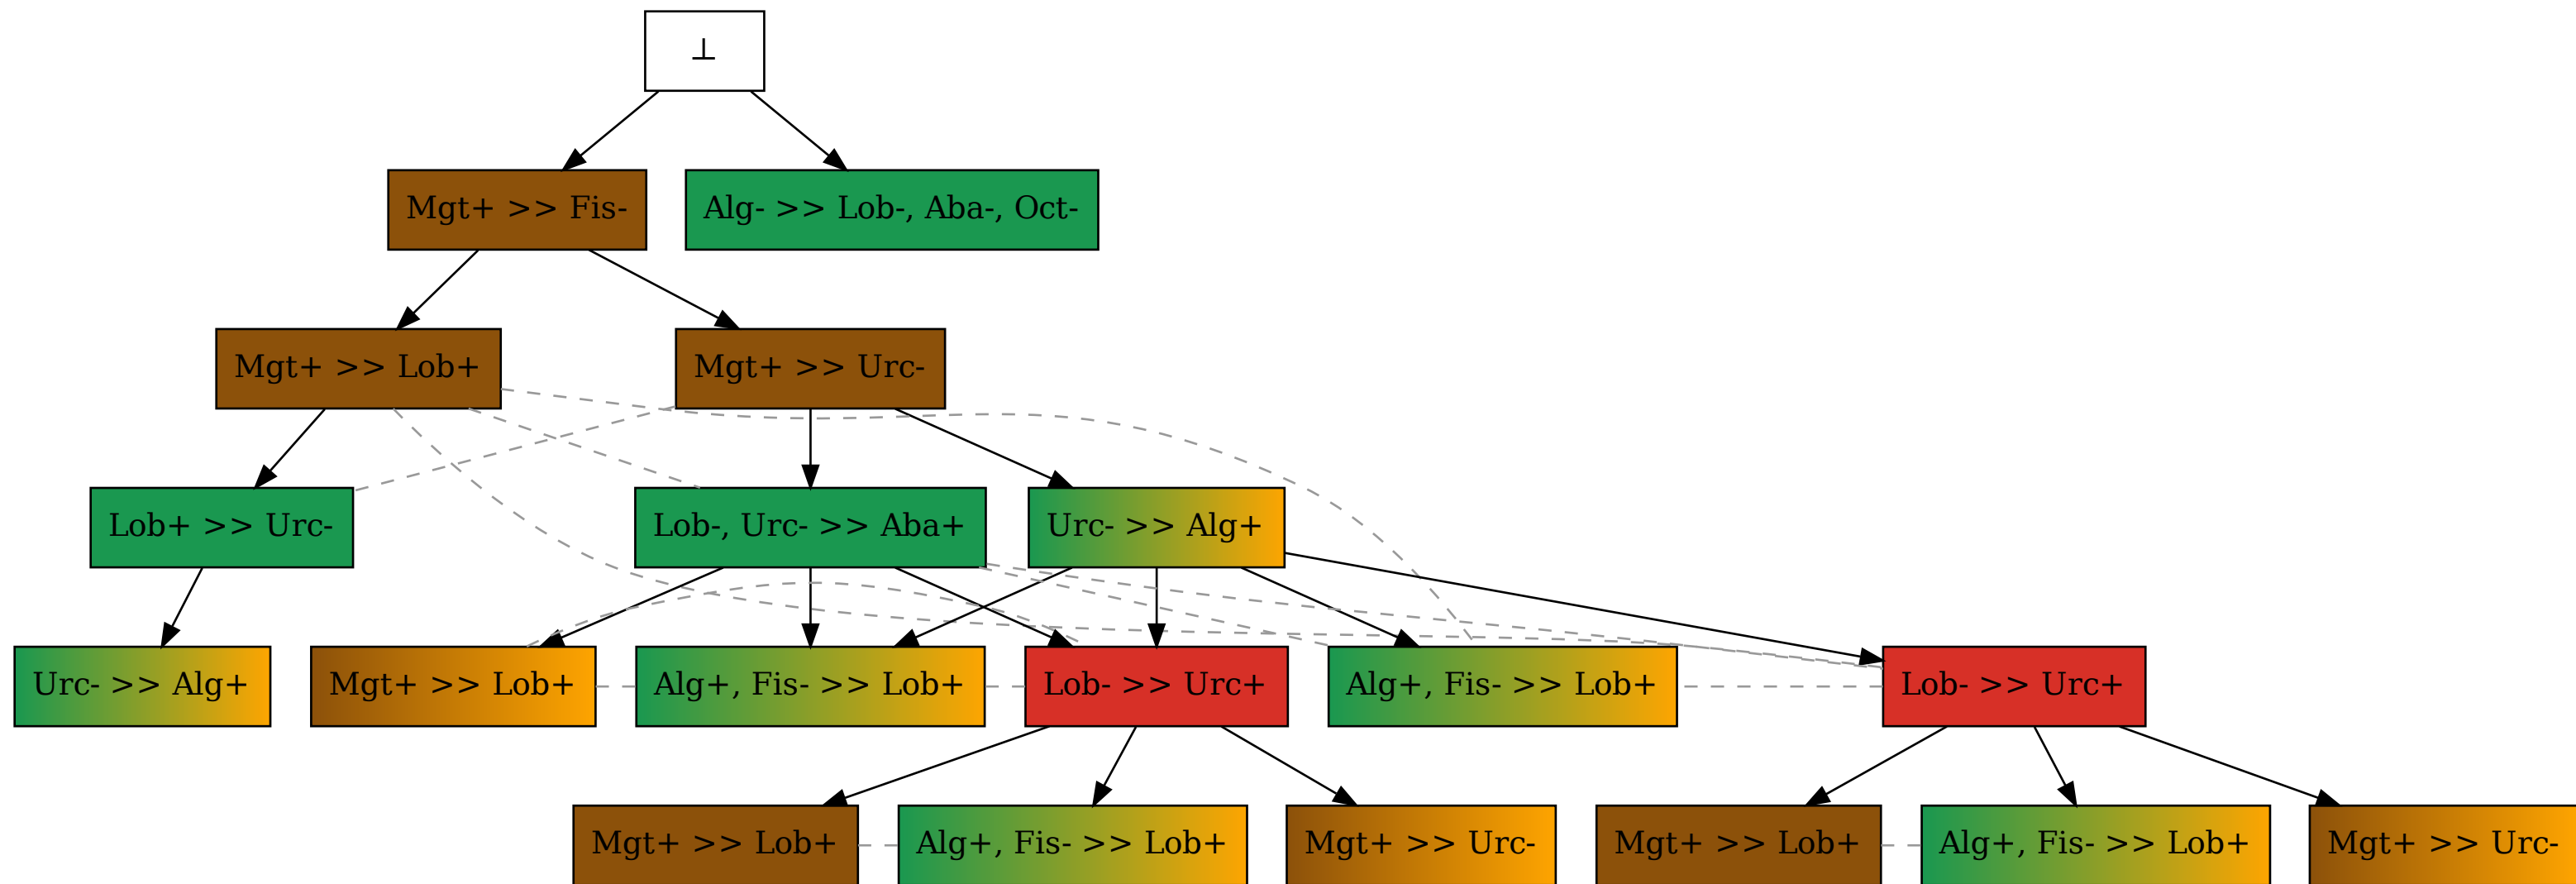 ⊥
Mgt+ >> Fis-
Alg- >> Lob-, Aba-, Oct-
Mgt+ >> Lob+
Mgt+ >> Urc-
Lob+ >> Urc-
Lob-, Urc- >> Aba+
Urc- >> Alg+
Urc- >> Alg+
Mgt+ >> Lob+
Alg+, Fis- >> Lob+
Lob- >> Urc+
Alg+, Fis- >> Lob+
Lob- >> Urc+
Mgt+ >> Lob+
Alg+, Fis- >> Lob+
Mgt+ >> Urc-
Mgt+ >> Lob+
Alg+, Fis- >> Lob+
Mgt+ >> Urc-